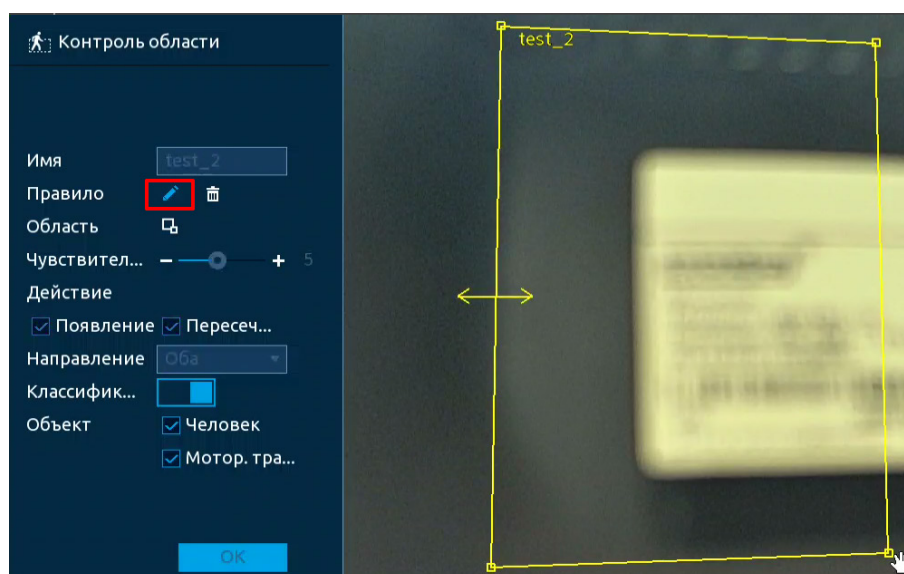 Контроль области
test_2
Имя test_2
Правило
Область
Чувствител... 5
Действие
Появление Пересеч...
Направление Оба
Классифик...
Объект Человек
Мотор. тра...
OK